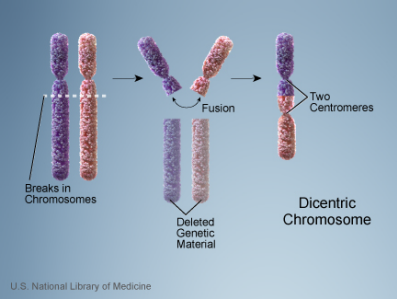 Fusion
Two
Centromeres
Breaks in
Chromosomes
Deleted
Genetic
Material
Dicentric
Chromosome
U.S. National Library of Medicine